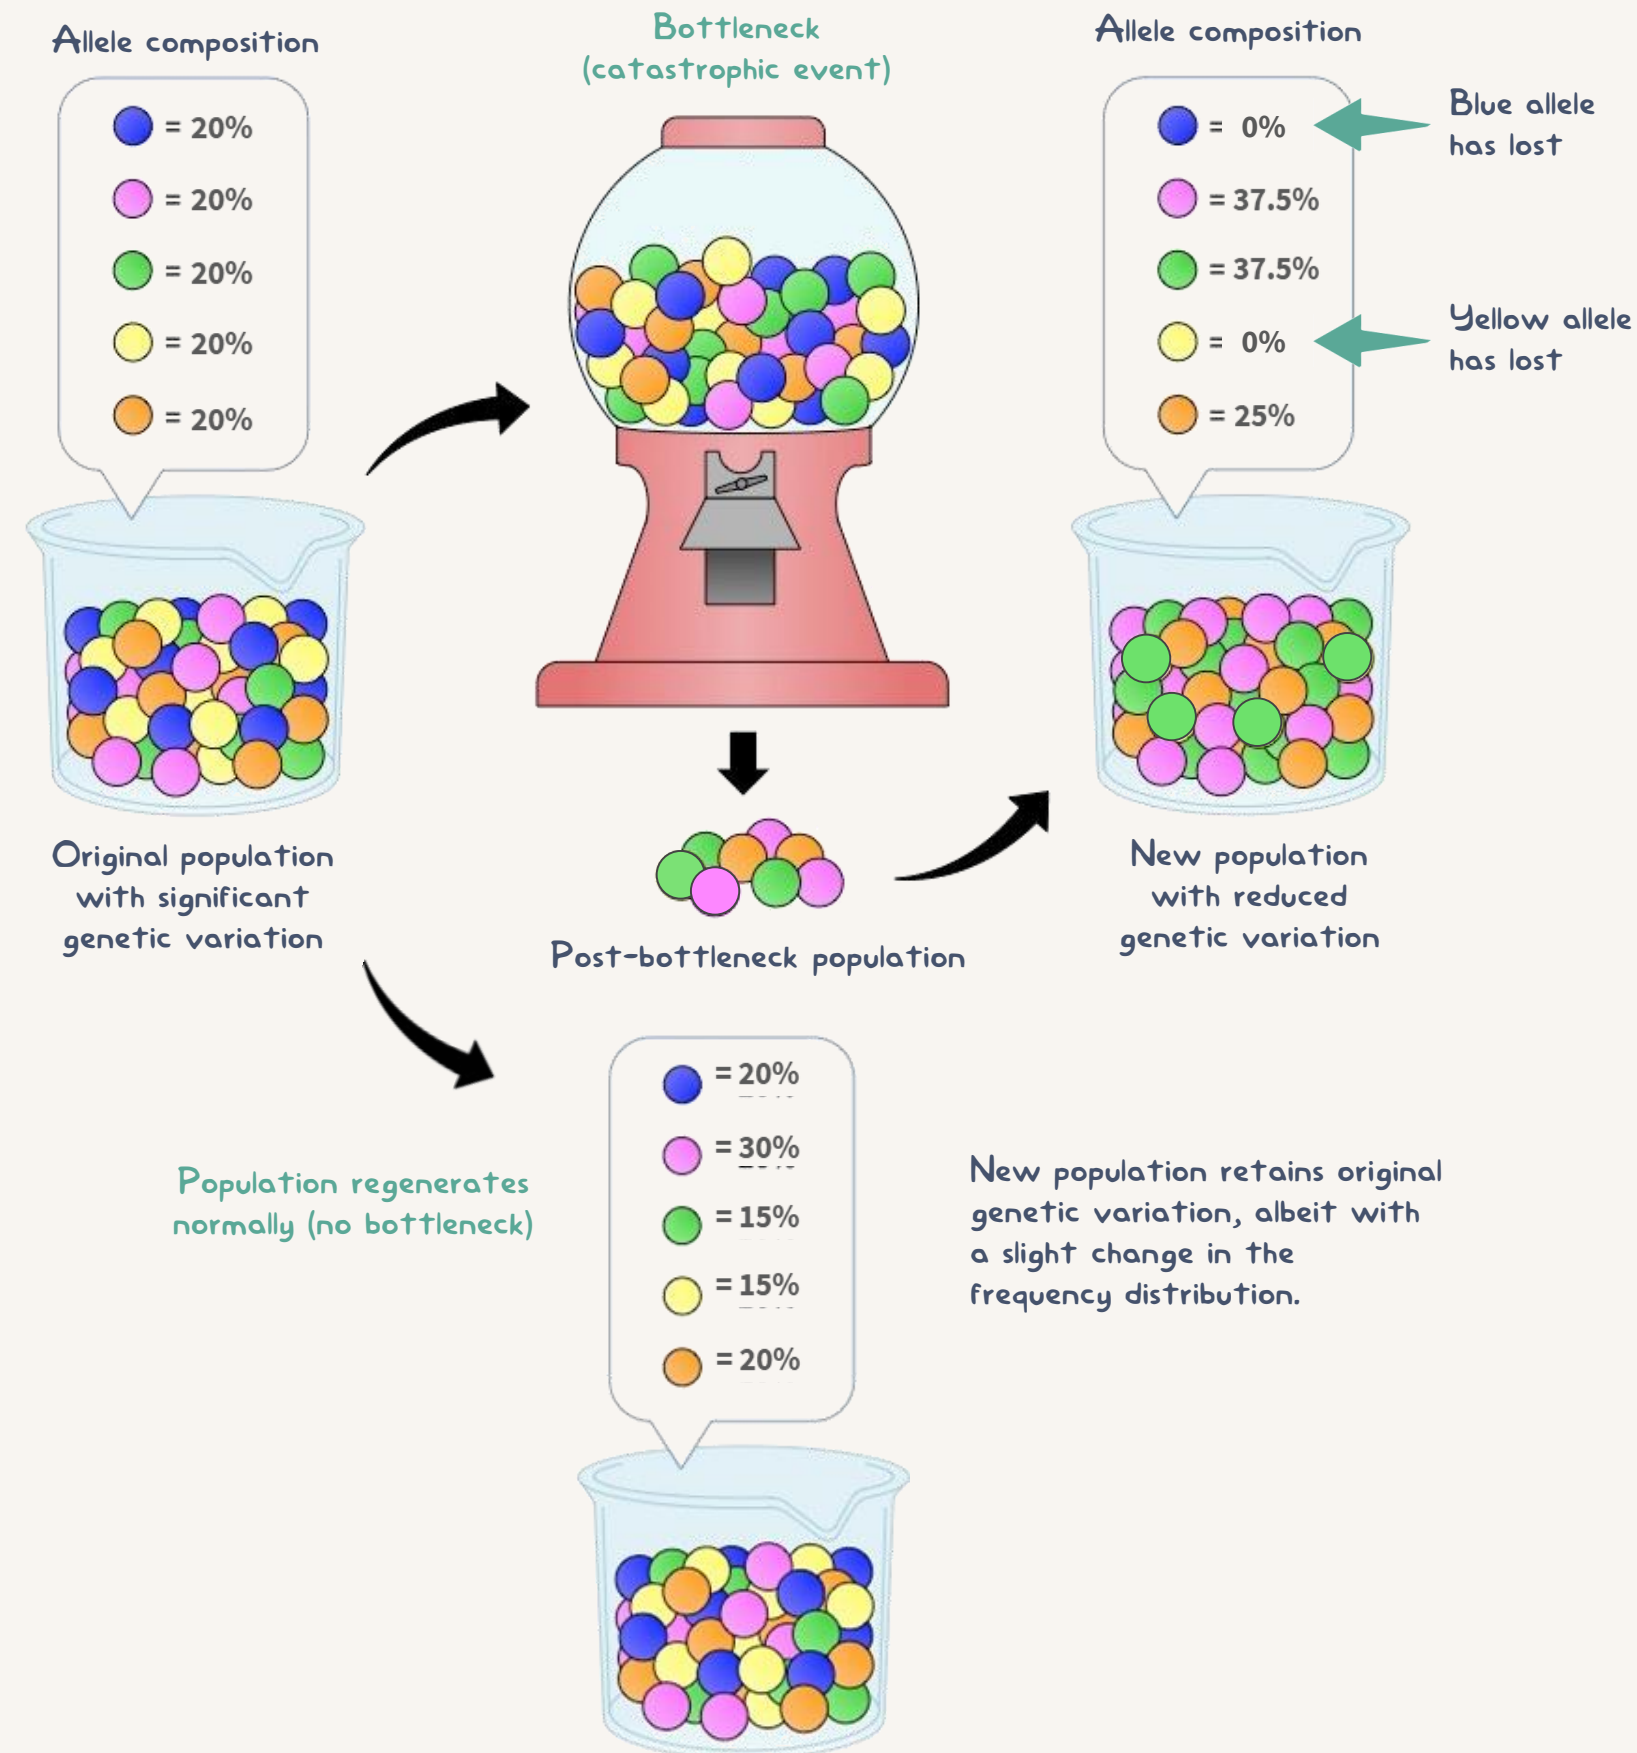 Allele composition
= 20%
= 20%
= 20%
= 20%
= 20%
Original population
with significant
genetic variation
Bottleneck
(catastrophic event)
Post-bottleneck population
Allele composition
= 0%
= 37.5%
= 37.5%
= 0%
= 25%
Blue allele
has lost
Yellow allele
has lost
New population
with reduced
genetic variation
Population regenerates
normally (no bottleneck)
= 20%
= 30%
= 15%
= 15%
= 20%
New population retains original
genetic variation, albeit with
a slight change in the
frequency distribution.